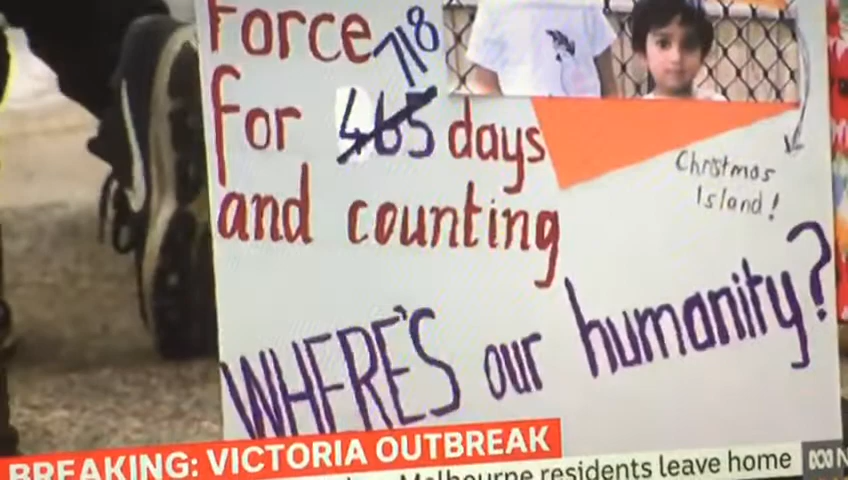 Force
718
for 465 days
and counting
Christmas
Island!
WHERE'S our humanity?
BREAKING: VICTORIA OUTBREAK
Melbourne residents leave home
ABC N